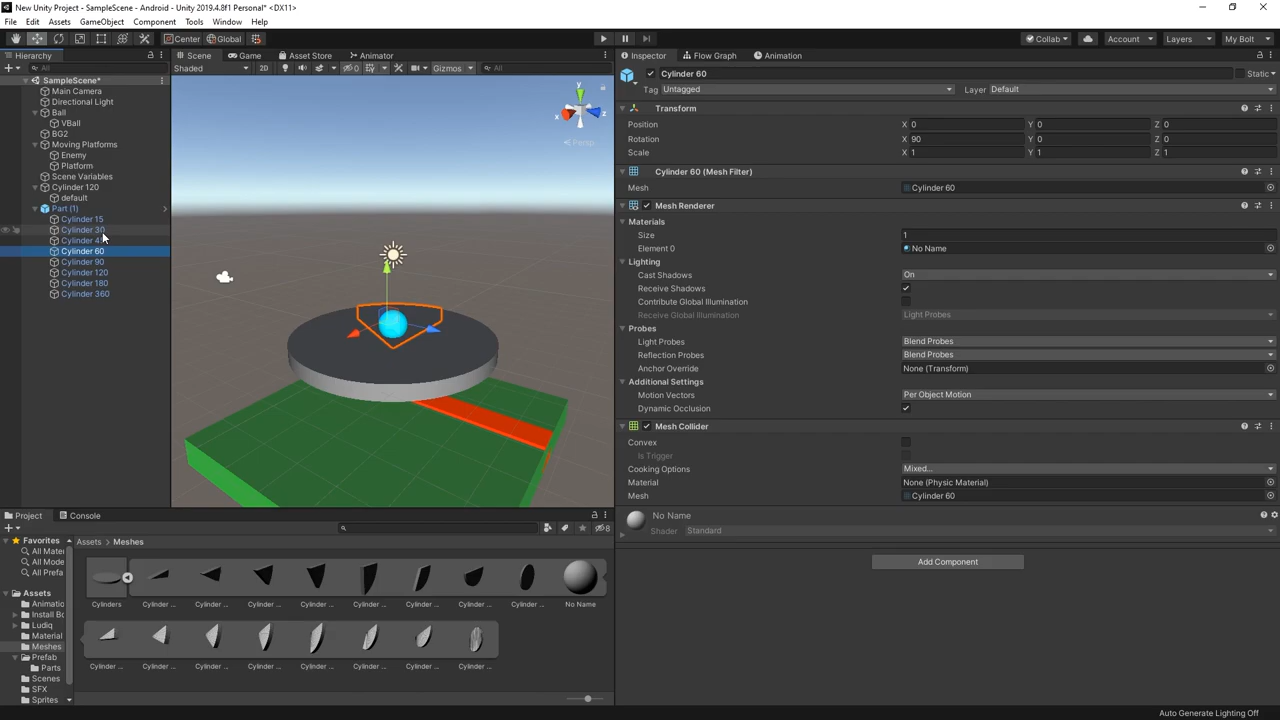 New Unity Project - SampleScene - Android - Unity 2019.4.8f1 Personal* <DX11>
File Edit Assets GameObject Component Tools Window Help
Center Global Collab Account Layers My Bolt
Hierarchy Scene Game Asset Store Animator Inspector Flow Graph Animation
All Shaded 2D 0 Gizmos All
Cylinder 60 Static
Tag Untagged Layer Default
SampleScene*
Main Camera
Directional Light
Ball
VBall
BG2
Moving Platforms
Enemy
Platform
Scene Variables
Cylinder 120
default
Part (1)
Cylinder 15
Cylinder 30
Cylinder 4
Cylinder 60
Cylinder 90
Cylinder 120
Cylinder 180
Cylinder 360
y
x z
Persp
Transform
Position X 0 Y 0 Z 0
Rotation X 90 Y 0 Z 0
Scale X 1 Y 1 Z 1
Cylinder 60 (Mesh Filter)
Mesh Cylinder 60
Mesh Renderer
Materials
Size 1
Element 0 No Name
Lighting
Cast Shadows On
Receive Shadows
Contribute Global Illumination
Receive Global Illumination Light Probes
Probes
Light Probes Blend Probes
Reflection Probes Blend Probes
Anchor Override None (Transform)
Additional Settings
Motion Vectors Per Object Motion
Dynamic Occlusion
Mesh Collider
Convex
Is Trigger
Cooking Options Mixed...
Material None (Physic Material)
Mesh Cylinder 60
No Name
Shader Standard
Add Component
Project Console
8
Favorites
All Mate
All Mode
All Prefa
Assets
Animatio
Install Bo
Ludiq
Material
Meshes
Prefab
Parts
Scenes
SFX
Sprites
Assets > Meshes
Cylinders Cylinder ... Cylinder ... Cylinder ... Cylinder ... Cylinder ... Cylinder ... Cylinder ... Cylinder ... No Name
Cylinder ... Cylinder ... Cylinder ... Cylinder ... Cylinder ... Cylinder ... Cylinder ... Cylinder ...
Auto Generate Lighting Off